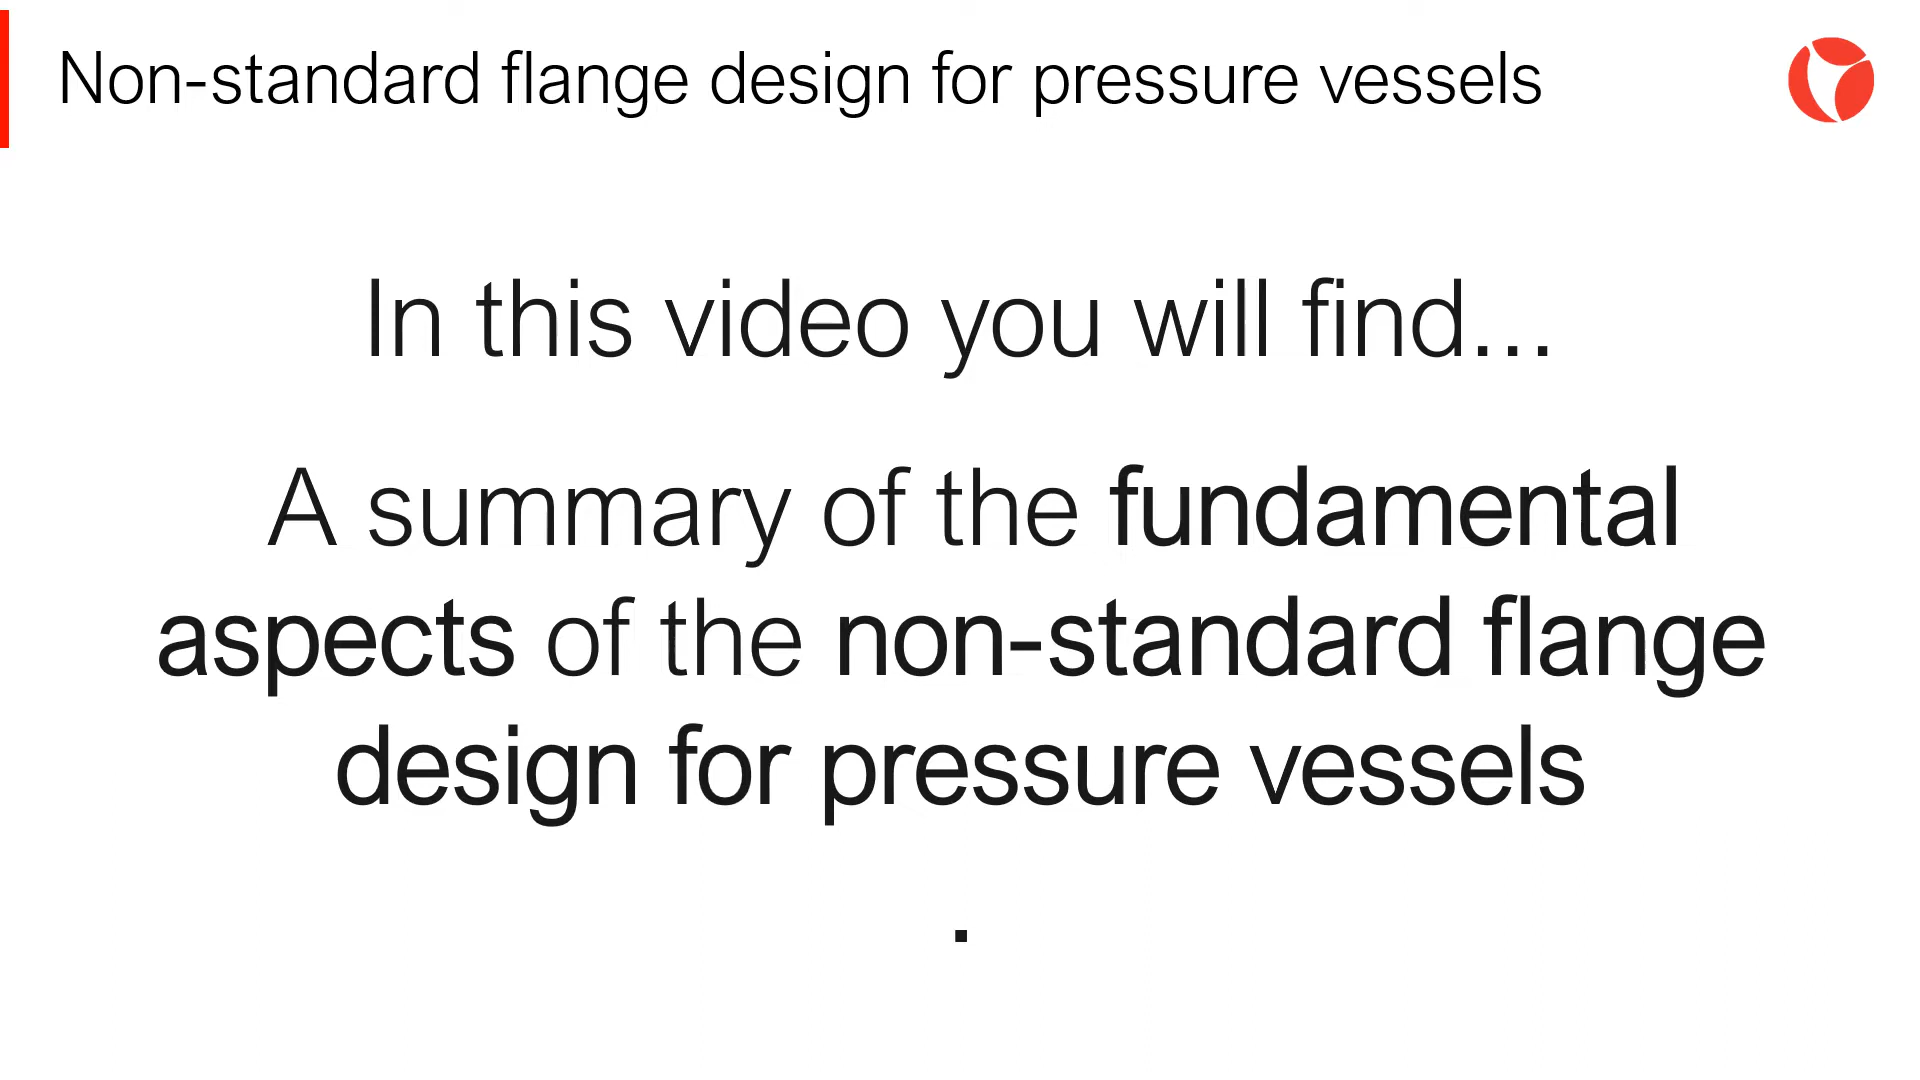 Non-standard flange design for pressure vessels
In this video you will find...
A summary of the fundamental
aspects of the non-standard flange
design for pressure vessels
.